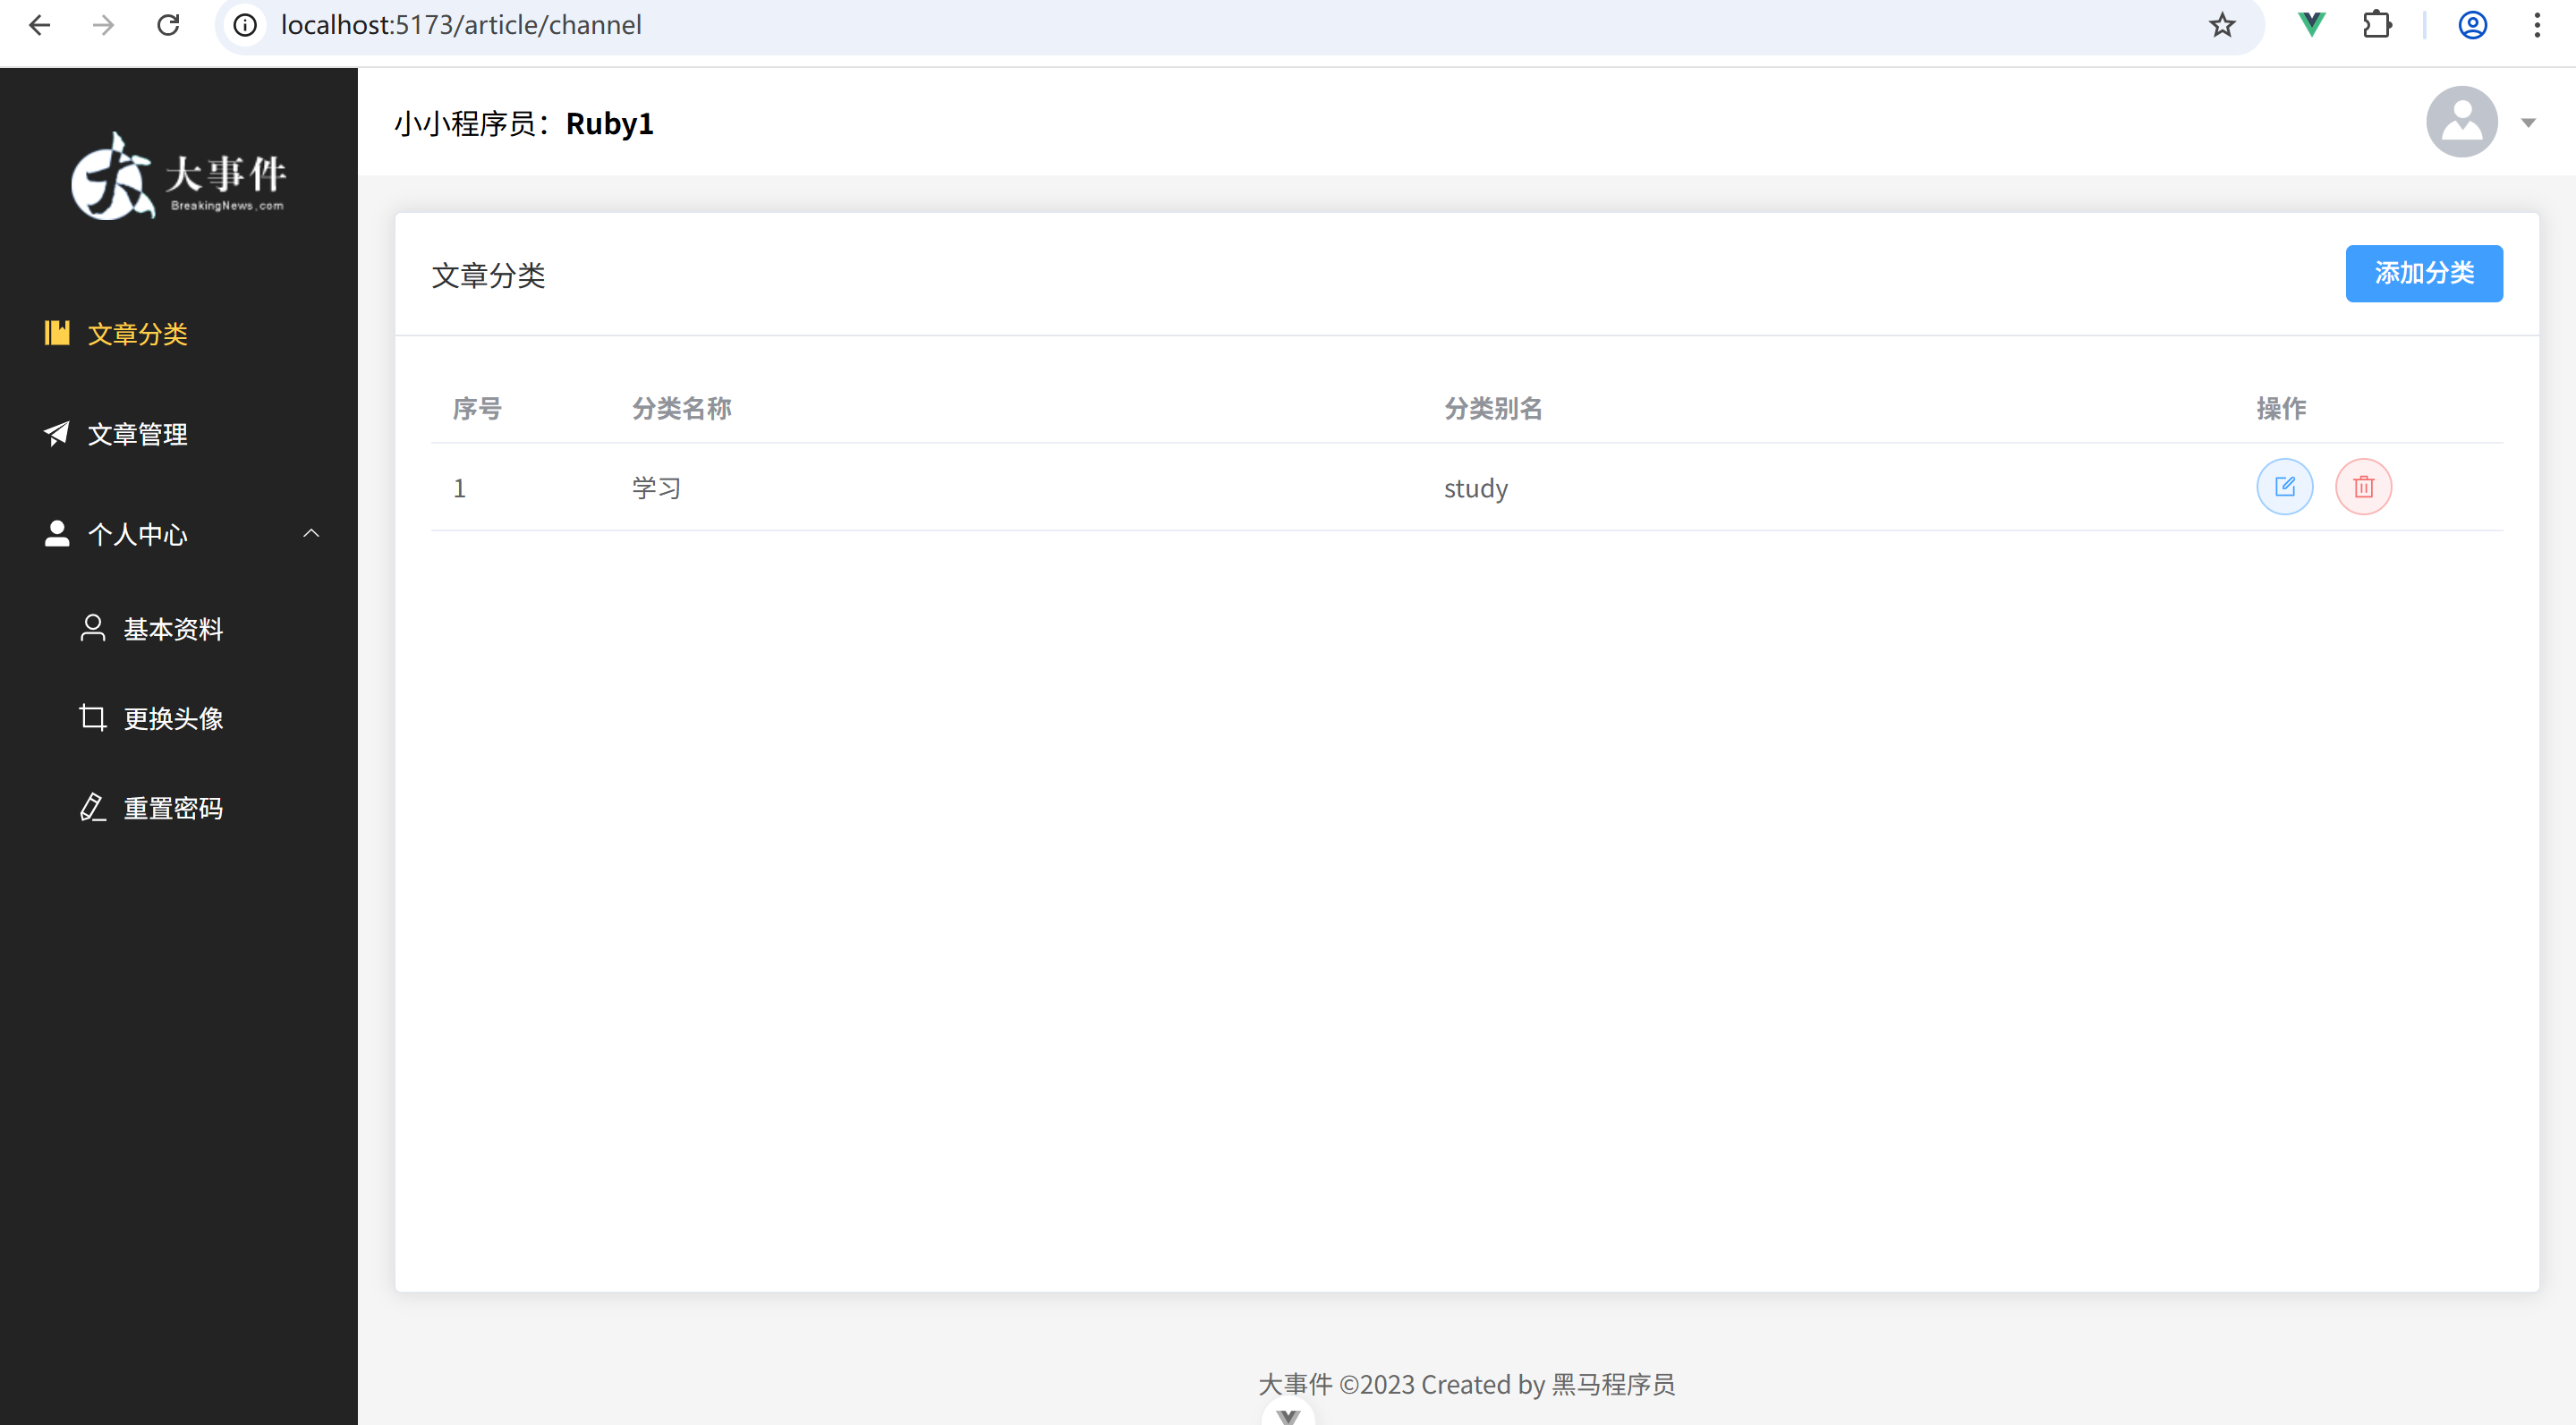 localhost:5173/article/channel
大事件
BreakingNews.com
小小程序员：Ruby1
文章分类
文章管理
个人中心
基本资料
更换头像
重置密码
文章分类
添加分类
序号 分类名称 分类别名 操作
1 学习 study
大事件 ©2023 Created by 黑马程序员